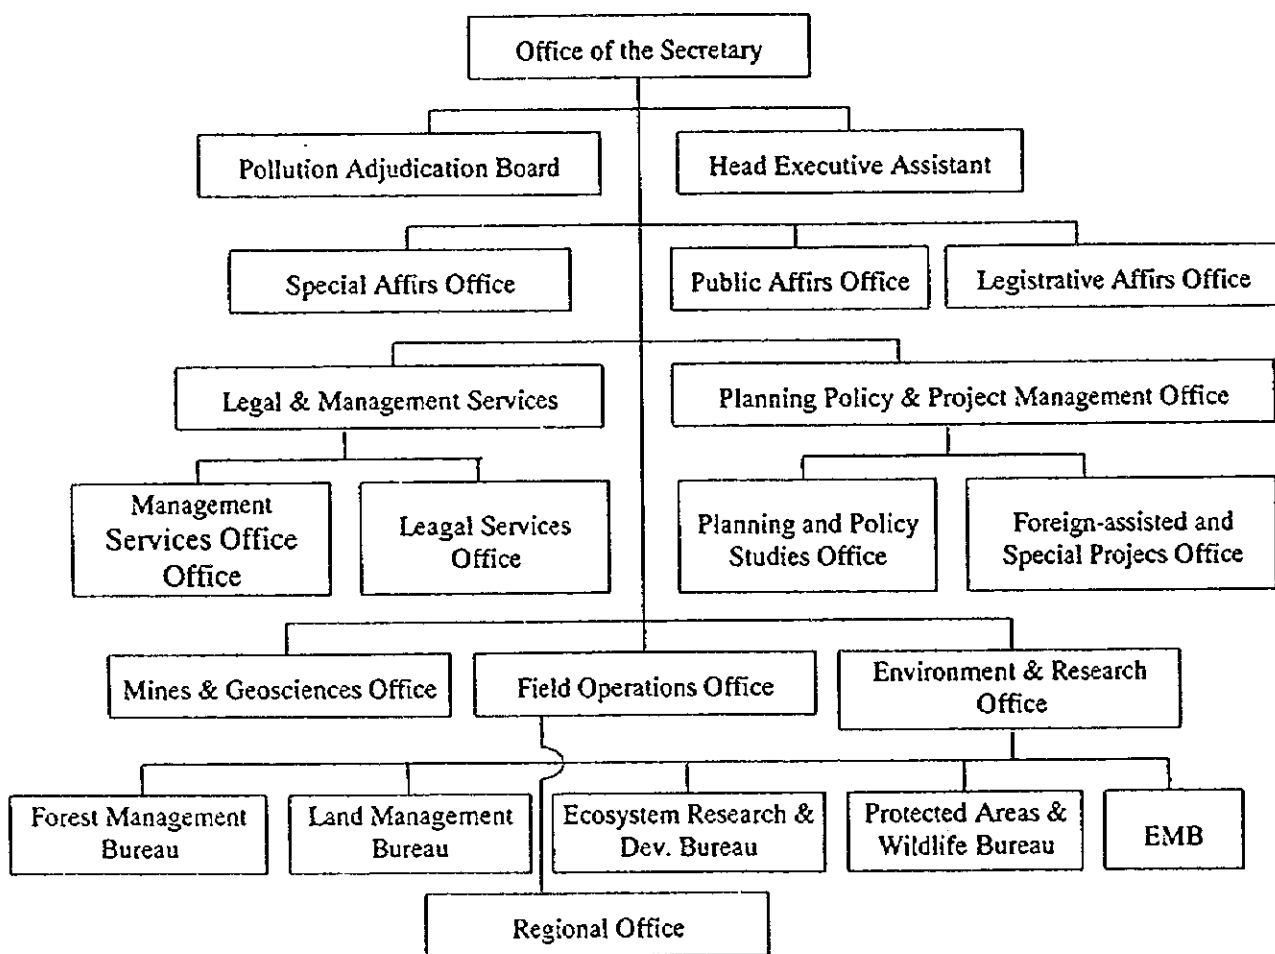 Office of the Secretary
Pollution Adjudication Board
Head Executive Assistant
Special Affirs Office
Public Affirs Office
Legistrative Affirs Office
Legal & Management Services
Planning Policy & Project Management Office
Management
Services Office
Office
Leagal Services
Office
Planning and Policy
Studies Office
Foreign-assisted and
Special Projecs Office
Mines & Geosciences Office
Field Operations Office
Environment & Research
Office
Forest Management
Bureau
Land Management
Bureau
Ecosystem Research &
Dev. Bureau
Protected Areas &
Wildlife Bureau
EMB
Regional Office